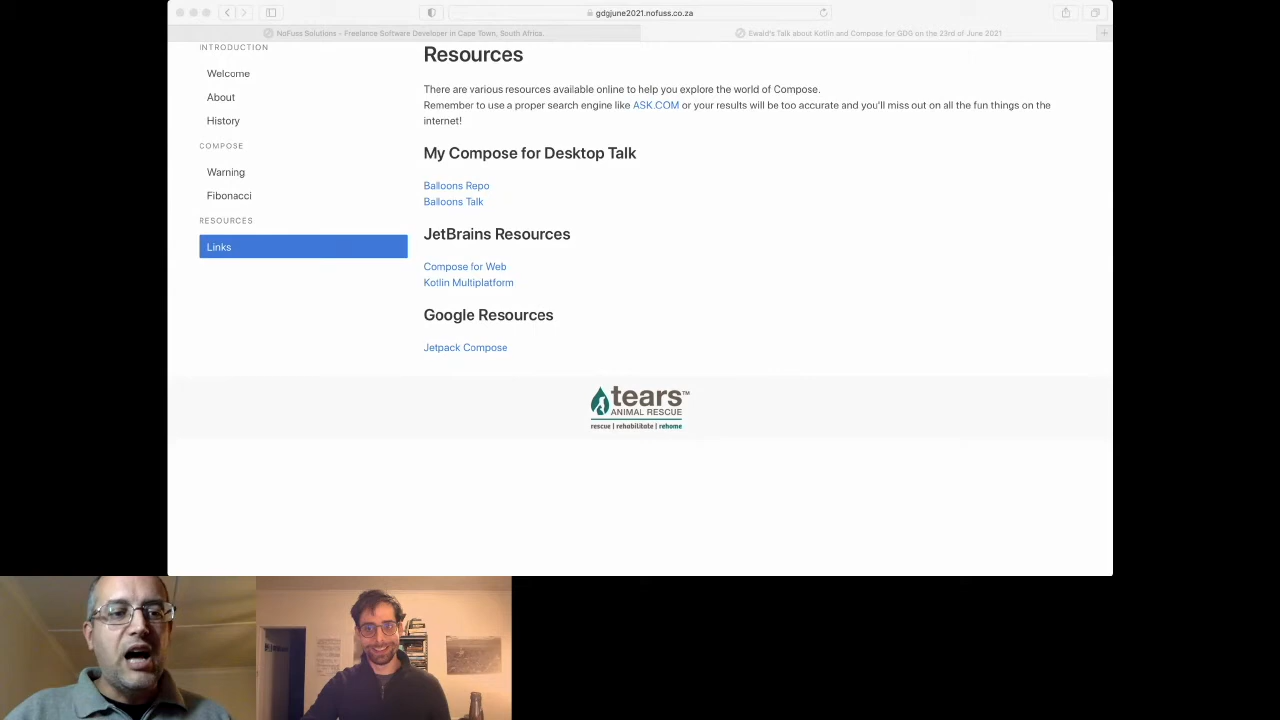 gdgjune2021.nofuss.co.za
NoFuss Solutions - Freelance Software Developer in Cape Town, South Africa.
Ewald's Talk about Kotlin and Compose for GDG on the 23rd of June 2021
INTRODUCTION
Welcome
About
History
COMPOSE
Warning
Fibonacci
RESOURCES
Links
Resources
There are various resources available online to help you explore the world of Compose.
Remember to use a proper search engine like ASK.COM or your results will be too accurate and you'll miss out on all the fun things on the
internet!
My Compose for Desktop Talk
Balloons Repo
Balloons Talk
JetBrains Resources
Compose for Web
Kotlin Multiplatform
Google Resources
Jetpack Compose
tears™
ANIMAL RESCUE
rescue | rehabilitate | rehome